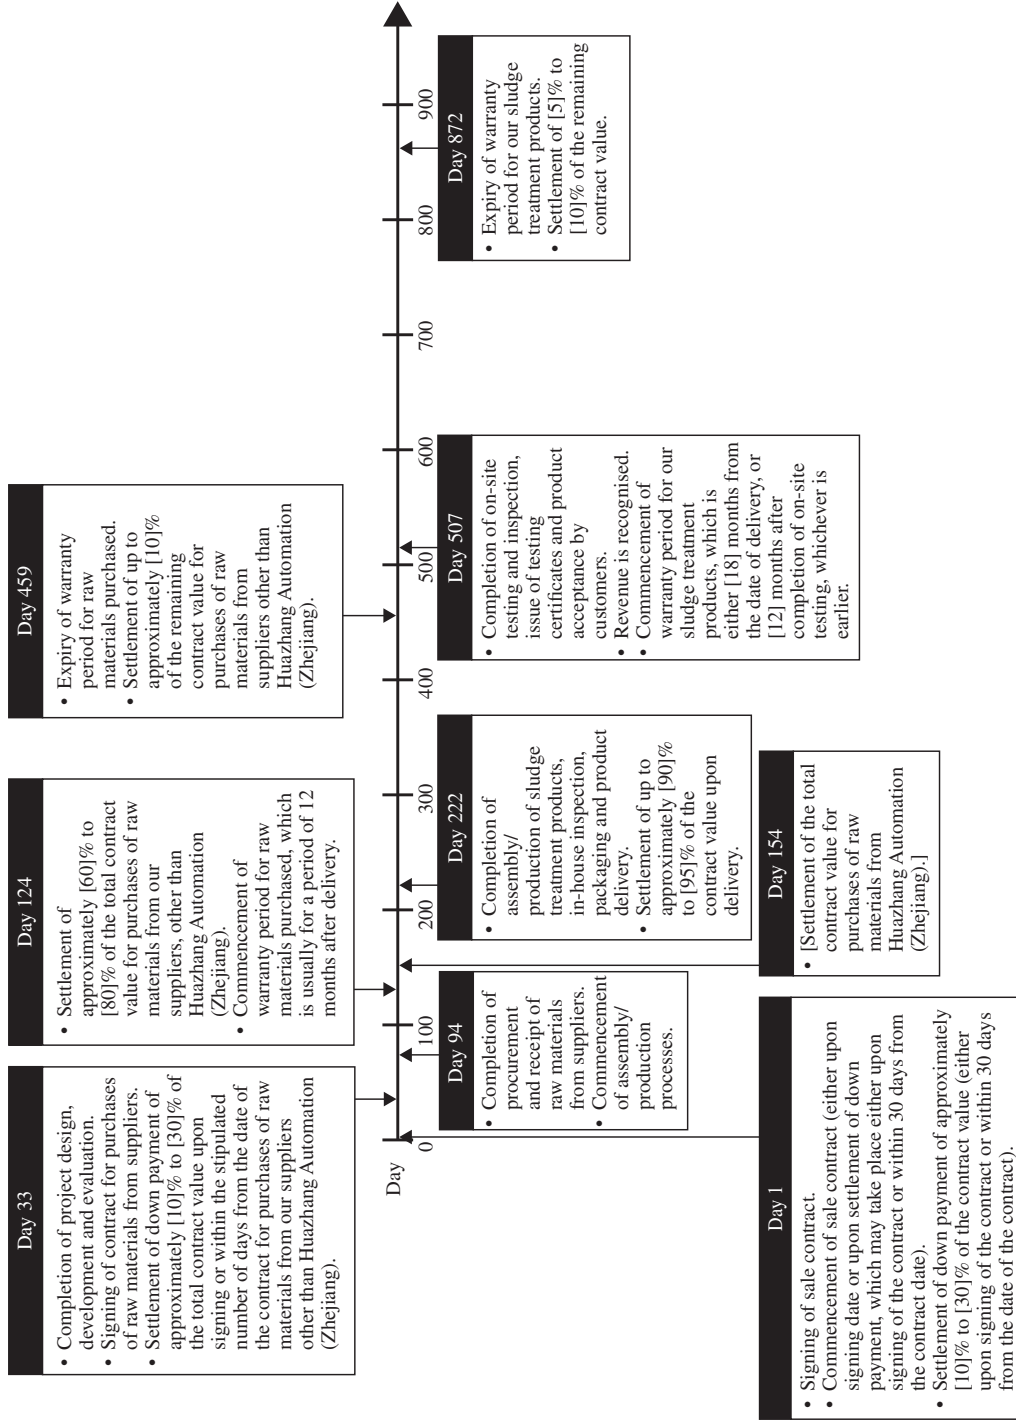 Day 33
• Completion of project design,
development and evaluation.
• Signing of contract for purchases
of raw materials from suppliers.
• Settlement of down payment of
approximately [10]% to [30]% of
the total contract value upon
signing or within the stipulated
number of days from the date of
the contract for purchases of raw
materials from our suppliers
other than Huazhang Automation
(Zhejiang).
Day 124
• Settlement of
approximately [60]% to
[80]% of the total contract
value for purchases of raw
materials from our
suppliers, other than
Huazhang Automation
(Zhejiang).
• Commencement of
warranty period for raw
materials purchased, which
is usually for a period of 12
months after delivery.
Day 459
• Expiry of warranty
period for raw
materials purchased.
• Settlement of up to
approximately [10]%
of the remaining
contract value for
purchases of raw
materials from
suppliers other than
Huazhang Automation
(Zhejiang).
Day
0
100
200
300
400
500
600
700
800
900
Day 94
• Completion of
procurement
and receipt of
raw materials
from suppliers.
• Commencement
of assembly/
production
processes.
Day 222
• Completion of
assembly/
production of sludge
treatment products,
in-house inspection,
packaging and product
delivery.
• Settlement of up to
approximately [90]%
to [95]% of the
contract value upon
delivery.
Day 507
• Completion of on-site
testing and inspection,
issue of testing
certificates and product
acceptance by
customers.
• Revenue is recognised.
• Commencement of
warranty period for our
sludge treatment
products, which is
either [18] months from
the date of delivery, or
[12] months after
completion of on-site
testing, whichever is
earlier.
Day 872
• Expiry of warranty
period for our sludge
treatment products.
• Settlement of [5]% to
[10]% of the remaining
contract value.
Day 1
• Signing of sale contract.
• Commencement of sale contract (either upon
signing date or upon settlement of down
payment, which may take place either upon
signing of the contract or within 30 days from
the contract date).
• Settlement of down payment of approximately
[10]% to [30]% of the contract value (either
upon signing of the contract or within 30 days
from the date of the contract).
Day 154
• [Settlement of the total
contract value for
purchases of raw
materials from
Huazhang Automation
(Zhejiang).]